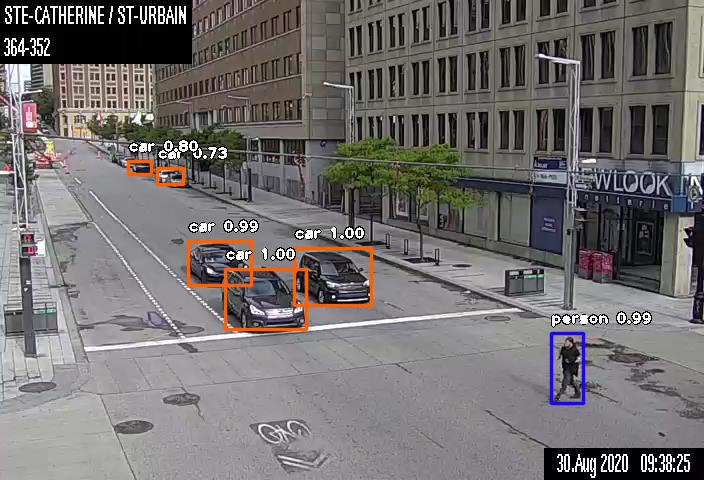 STE-CATHERINE / ST-URBAIN
364-352
car 0.80
car 0.73
car 0.99
car 1.00
car 1.00
NEWLOOK
person 0.99
30.Aug 2020 09:38:25